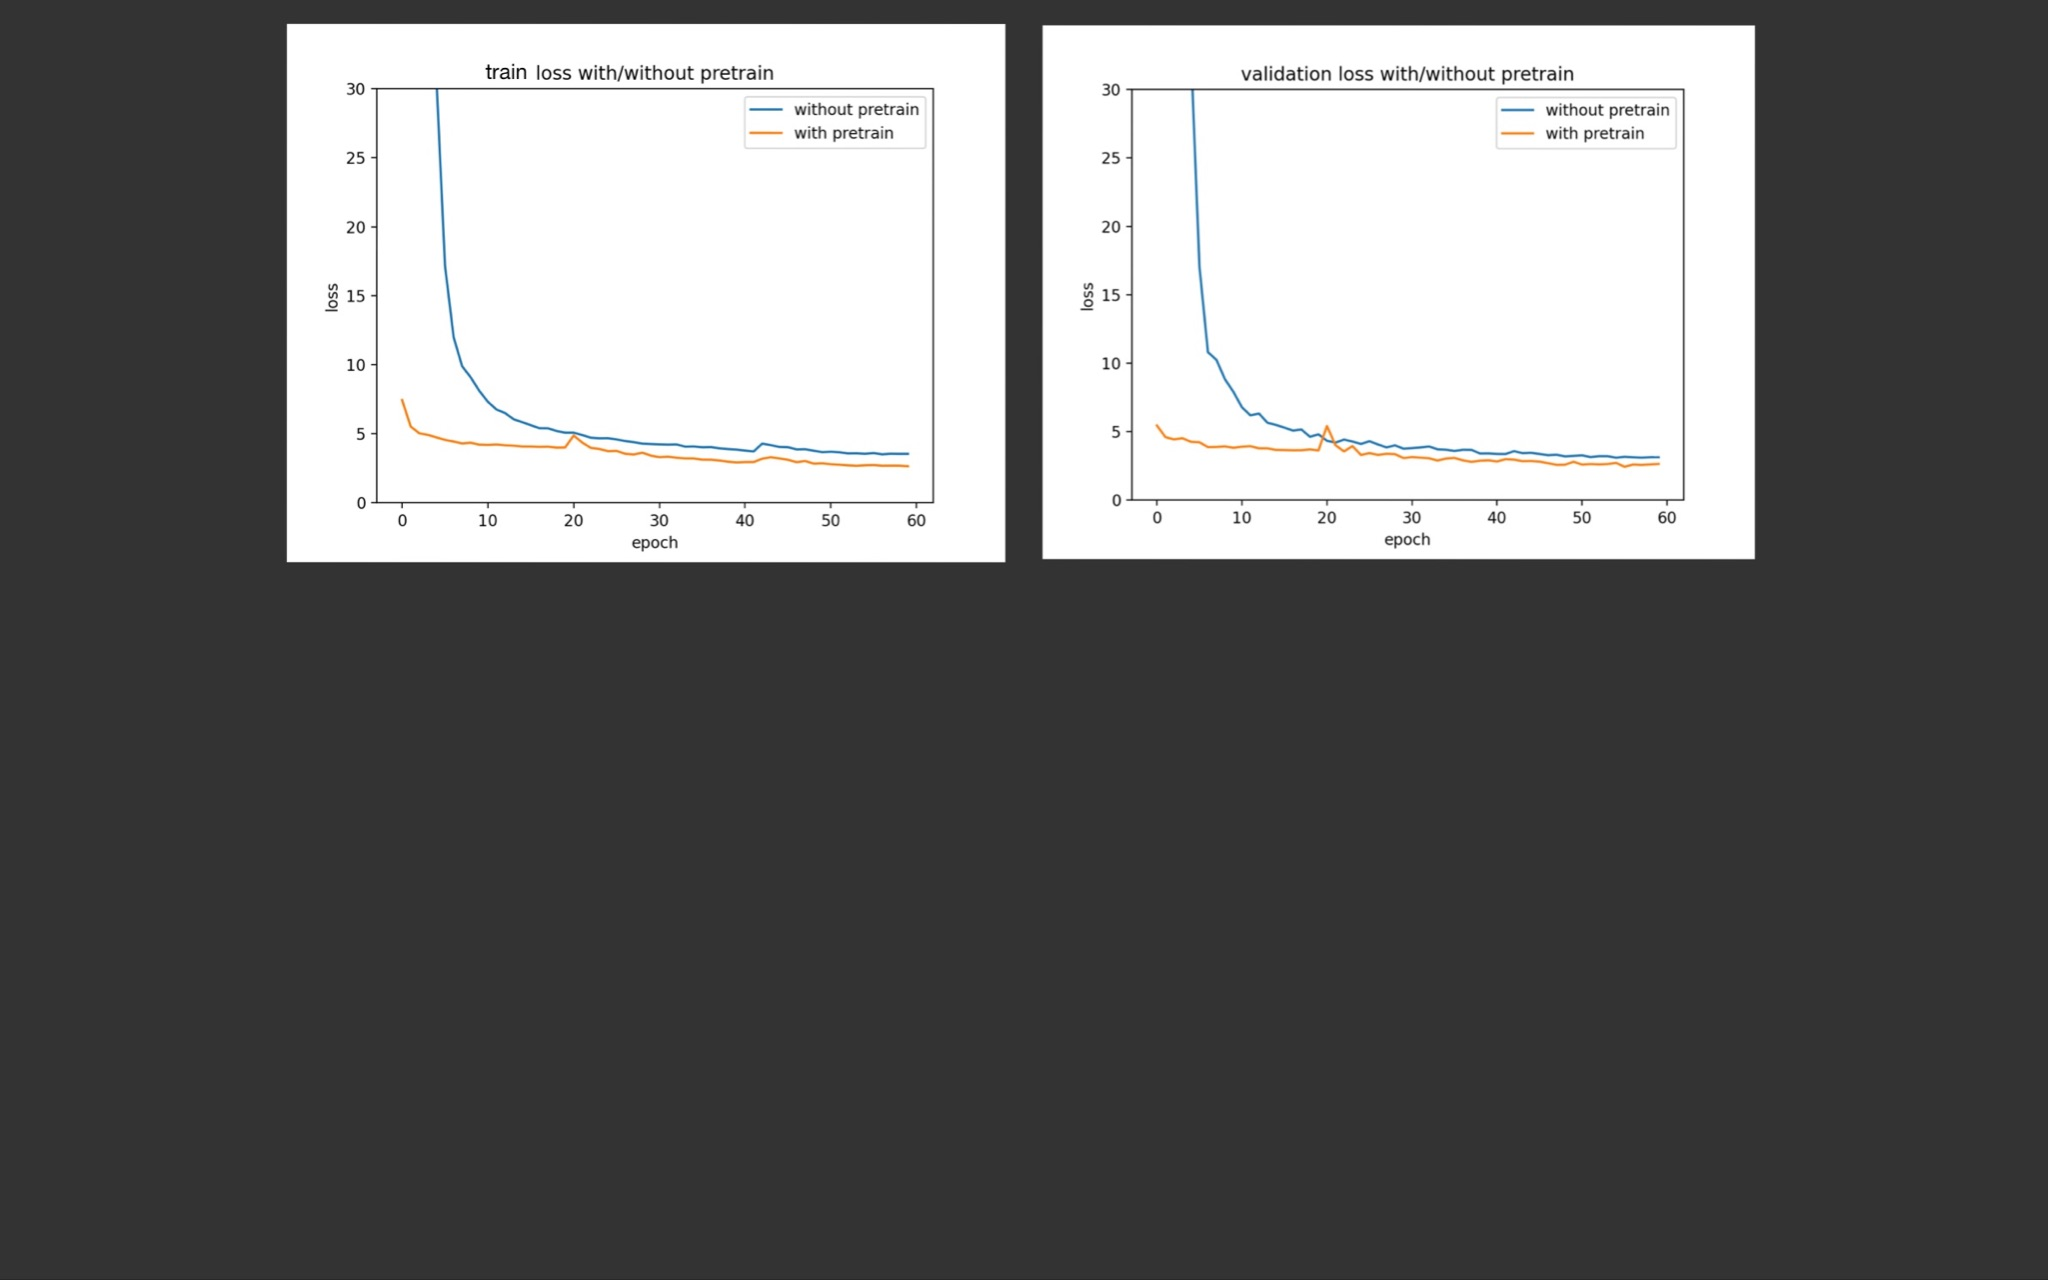 train loss with/without pretrain
30
without pretrain
with pretrain
25
20
15
loss
10
5
0
0 10 20 30 40 50 60
epoch
validation loss with/without pretrain
30
without pretrain
with pretrain
25
20
15
loss
10
5
0
0 10 20 30 40 50 60
epoch